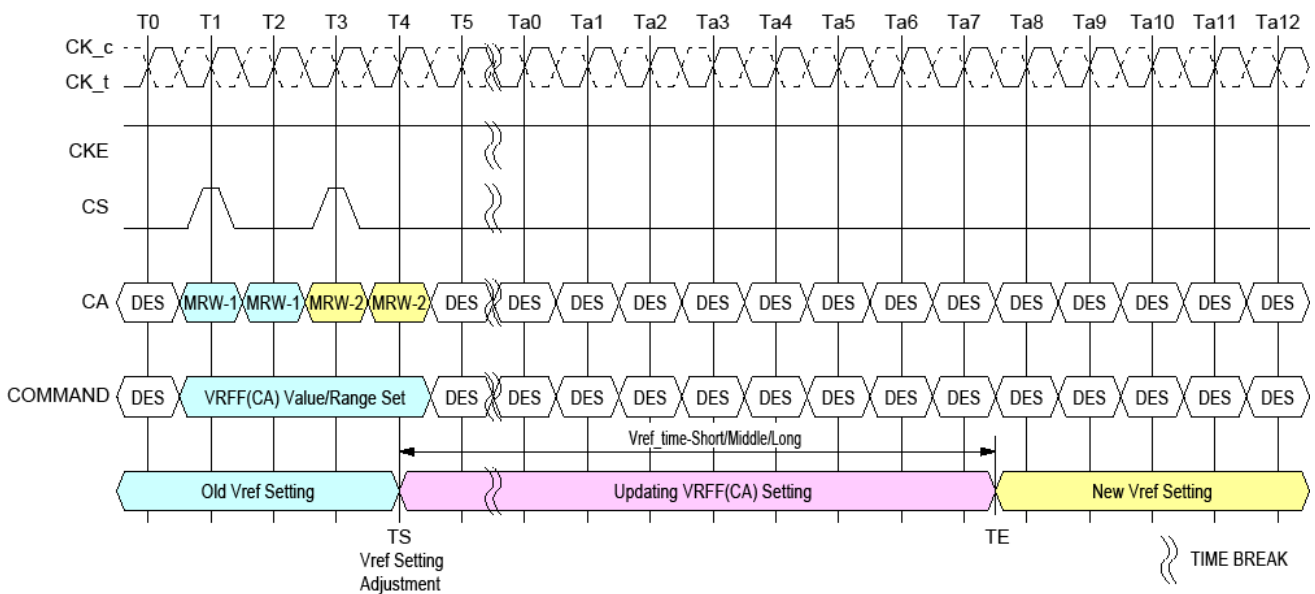 T0 T1 T2 T3 T4 T5 Ta0 Ta1 Ta2 Ta3 Ta4 Ta5 Ta6 Ta7 Ta8 Ta9 Ta10 Ta11 Ta12
CK_c
CK_t
CKE
CS
CA DES MRW-1 MRW-1 MRW-2 MRW-2 DES DES DES DES DES DES DES DES DES DES DES DES DES DES
COMMAND DES VRFF(CA) Value/Range Set DES DES DES DES DES DES DES DES DES DES DES DES DES DES
Vref_time-Short/Middle/Long
Old Vref Setting Updating VRFF(CA) Setting New Vref Setting
TS TE
Vref Setting
Adjustment
TIME BREAK